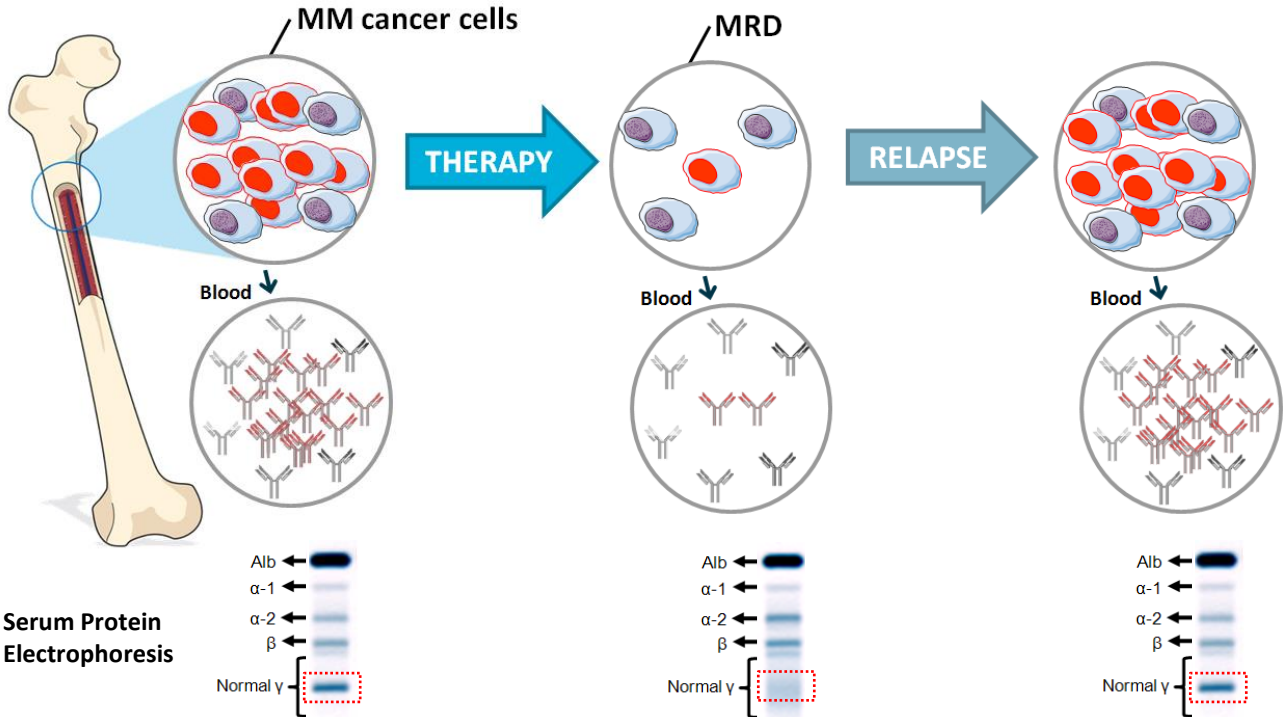 MM cancer cells
MRD
THERAPY
RELAPSE
Blood
Blood
Blood
Serum Protein
Electrophoresis
Alb
α-1
α-2
β
Normal γ
Alb
α-1
α-2
β
Normal γ
Alb
α-1
α-2
β
Normal γ